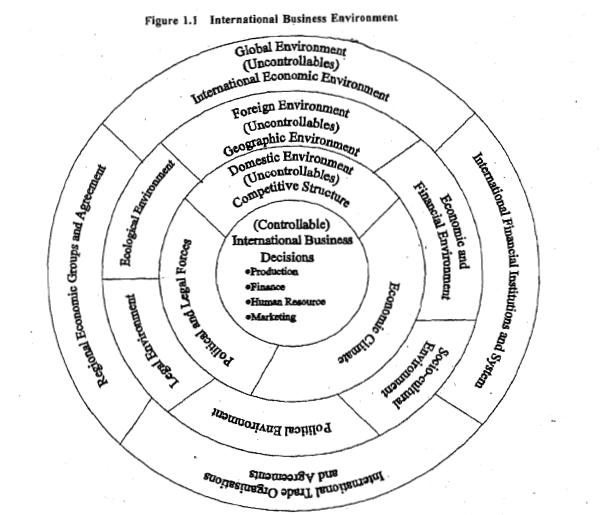 Figure 1.1 International Business Environment
Global Environment
(Uncontrollables)
International Economic Environment
Foreign Environment
(Uncontrollables)
Geographic Environment
Domestic Environment
(Uncontrollables)
Competitive Structure
(Controllable)
International Business
Decisions
●Production
●Finance
●Human Resource
●Marketing
Political and Legal Forces
Economic Climate
Ecological Environment
Economic and
Financial Environment
Legal Environment
Socio-cultural
Environment
Political Environment
Regional Economic Groups and Agreement
International Financial Institutions and System
International Trade Organisations
and Agreements